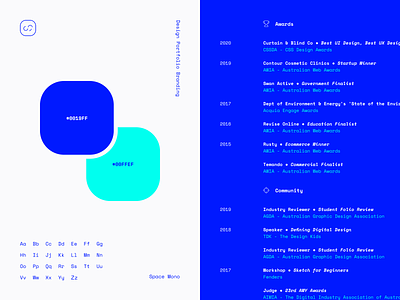 Design Portfolio Branding
#0019FF
#00FFEF
Aa Bb Cc Dd Ee Ff Gg
Hh Ii Jj Kk Ll Mm Nn
Oo Pp Qq Rr Ss Tt Uu
Vv Ww Xx Yy Zz
Space Mono
Awards
2020
Curtain & Blind Co + Best UI Design, Best UX Design
CSSDA - CSS Design Awards
2019
Contour Cosmetic Clinics + Startup Winner
AWIA - Australian Web Awards
Swan Active + Government Finalist
AWIA - Australian Web Awards
2017
Dept of Environment & Energy's "State of the
Acquia Engage Awards
2016
Revise Online + Education Finalist
AWIA - Australian Web Awards
2015
Rusty + Ecommerce Winner
AWIA - Australian Web Awards
Temando + Commercial Finalist
AWIA - Australian Web Awards
Community
2019
Industry Reviewer + Student Folio Review
AGDA - Australian Graphic Design Association
2018
Speaker + Defining Digital Design
TDK - The Design Kids
Industry Reviewer + Student Folio Review
AGDA - Australian Graphic Design Association
2017
Workshop + Sketch for Beginners
Fenders
Judge + 23rd AWY Awards
AIMIA - The Digital Industry Association of